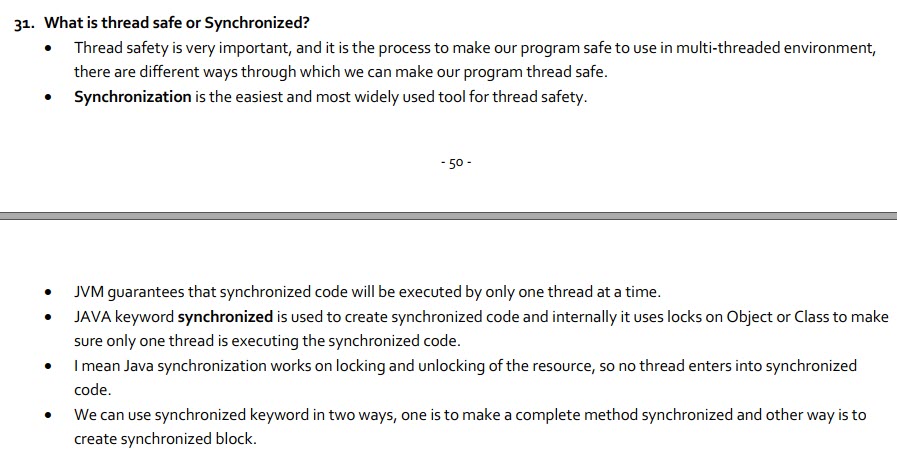 31. What is thread safe or Synchronized?
• Thread safety is very important, and it is the process to make our program safe to use in multi-threaded environment,
there are different ways through which we can make our program thread safe.
• Synchronization is the easiest and most widely used tool for thread safety.
- 50 -
• JVM guarantees that synchronized code will be executed by only one thread at a time.
• JAVA keyword synchronized is used to create synchronized code and internally it uses locks on Object or Class to make
sure only one thread is executing the synchronized code.
• I mean Java synchronization works on locking and unlocking of the resource, so no thread enters into synchronized
code.
• We can use synchronized keyword in two ways, one is to make a complete method synchronized and other way is to
create synchronized block.